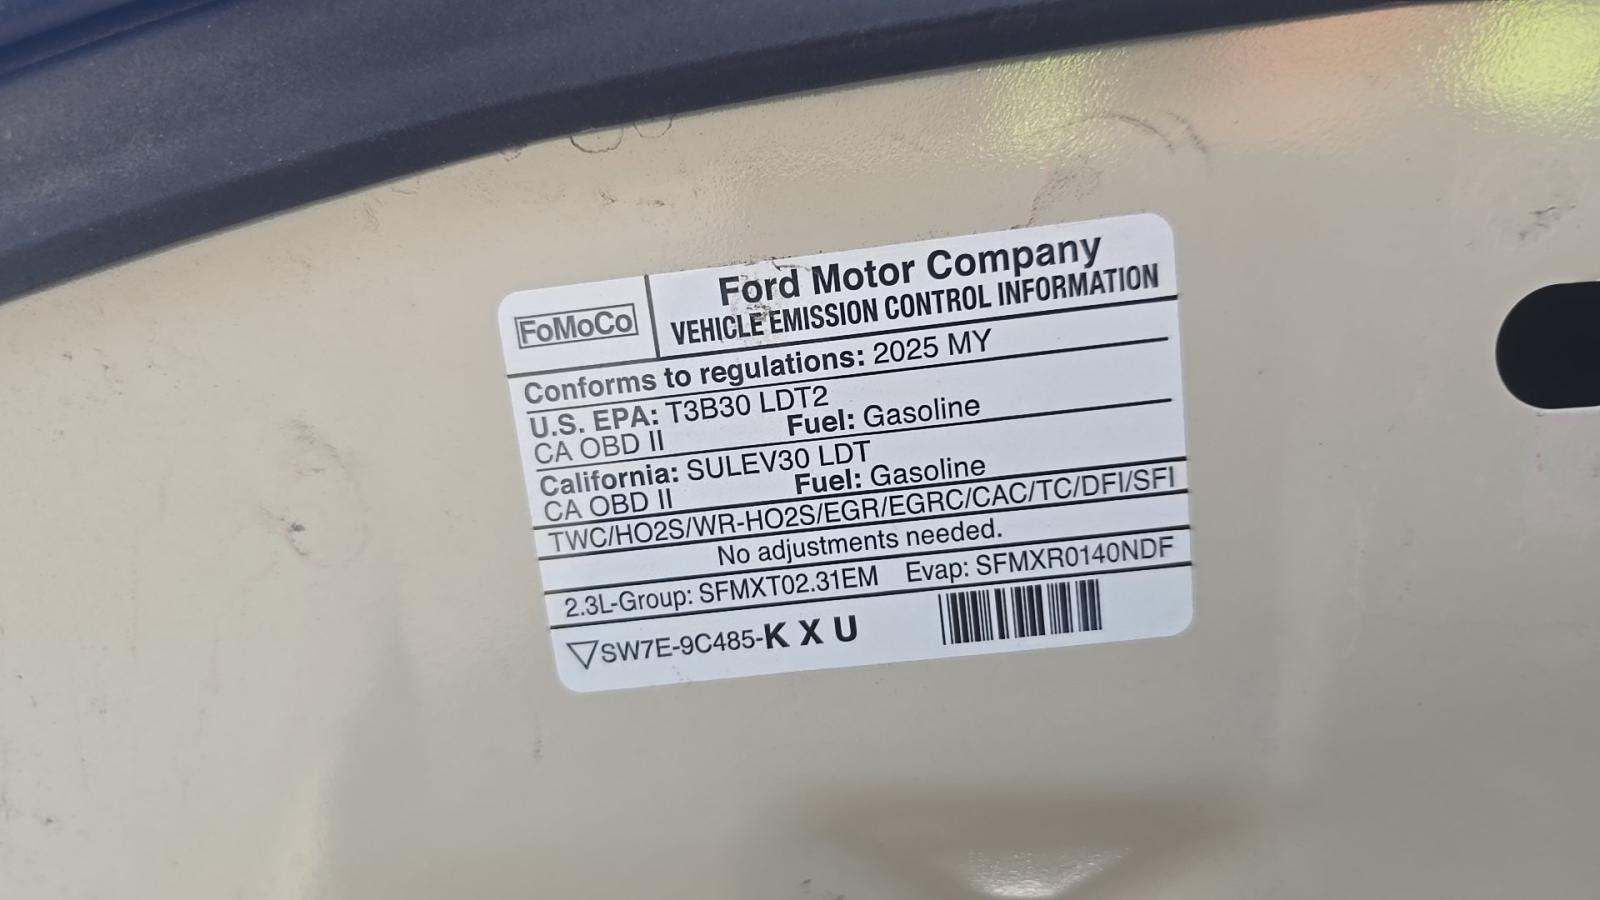 FoMoCo
Ford Motor Company
VEHICLE EMISSION CONTROL INFORMATION
Conforms to regulations: 2025 MY
U.S. EPA: T3B30 LDT2
CA OBD II Fuel: Gasoline
California: SULEV30 LDT
CA OBD II Fuel: Gasoline
TWC/HO2S/WR-HO2S/EGR/EGRC/CAC/TC/DFI/SFI
No adjustments needed.
2.3L-Group: SFMXT02.31EM Evap: SFMXR0140NDF
SW7E-9C485-K X U